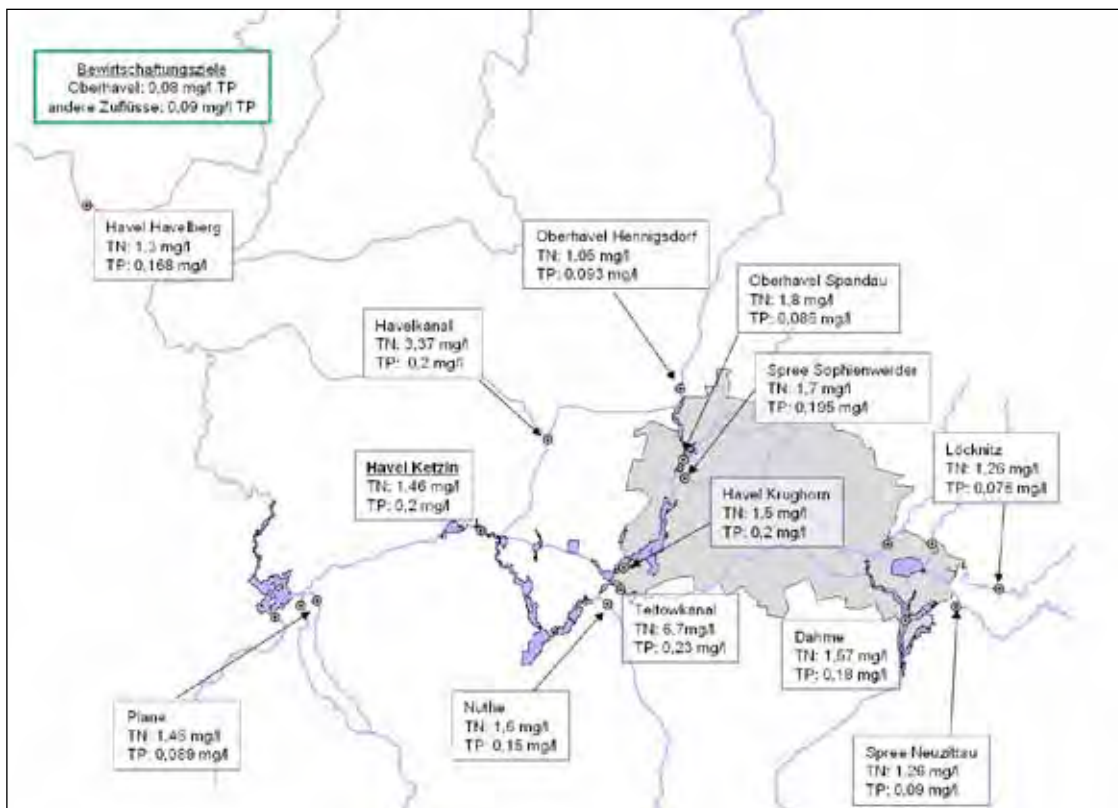 Bewirtschaftungsziele
Oberhavel: 0,08 mg/l TP
andere Zuflüsse: 0,09 mg/l TP
Havel Havelberg
TN: 1,3 mg/l
TP: 0,168 mg/l
Oberhavel Hennigsdorf
TN: 1,05 mg/l
TP: 0,093 mg/l
Oberhavel Spandau
TN: 1,8 mg/l
TP: 0,085 mg/l
Havelkanal
TN: 3,37 mg/l
TP: 0,2 mg/l
Spree Sophienwerder
TN: 1,7 mg/l
TP: 0,195 mg/l
Havel Ketzin
TN: 1,46 mg/l
TP: 0,2 mg/l
Havel Krughorn
TN: 1,5 mg/l
TP: 0,2 mg/l
Löcknitz
TN: 1,26 mg/l
TP: 0,076 mg/l
Teltowkanal
TN: 6,7mg/l
TP: 0,23 mg/l
Dahme
TN: 1,57 mg/l
TP: 0,18 mg/l
Plane
TN: 1,45 mg/l
TP: 0,089 mg/l
Nuthe
TN: 1,6 mg/l
TP: 0,15 mg/l
Spree Neuzittau
TN: 1,26 mg/l
TP: 0,09 mg/l